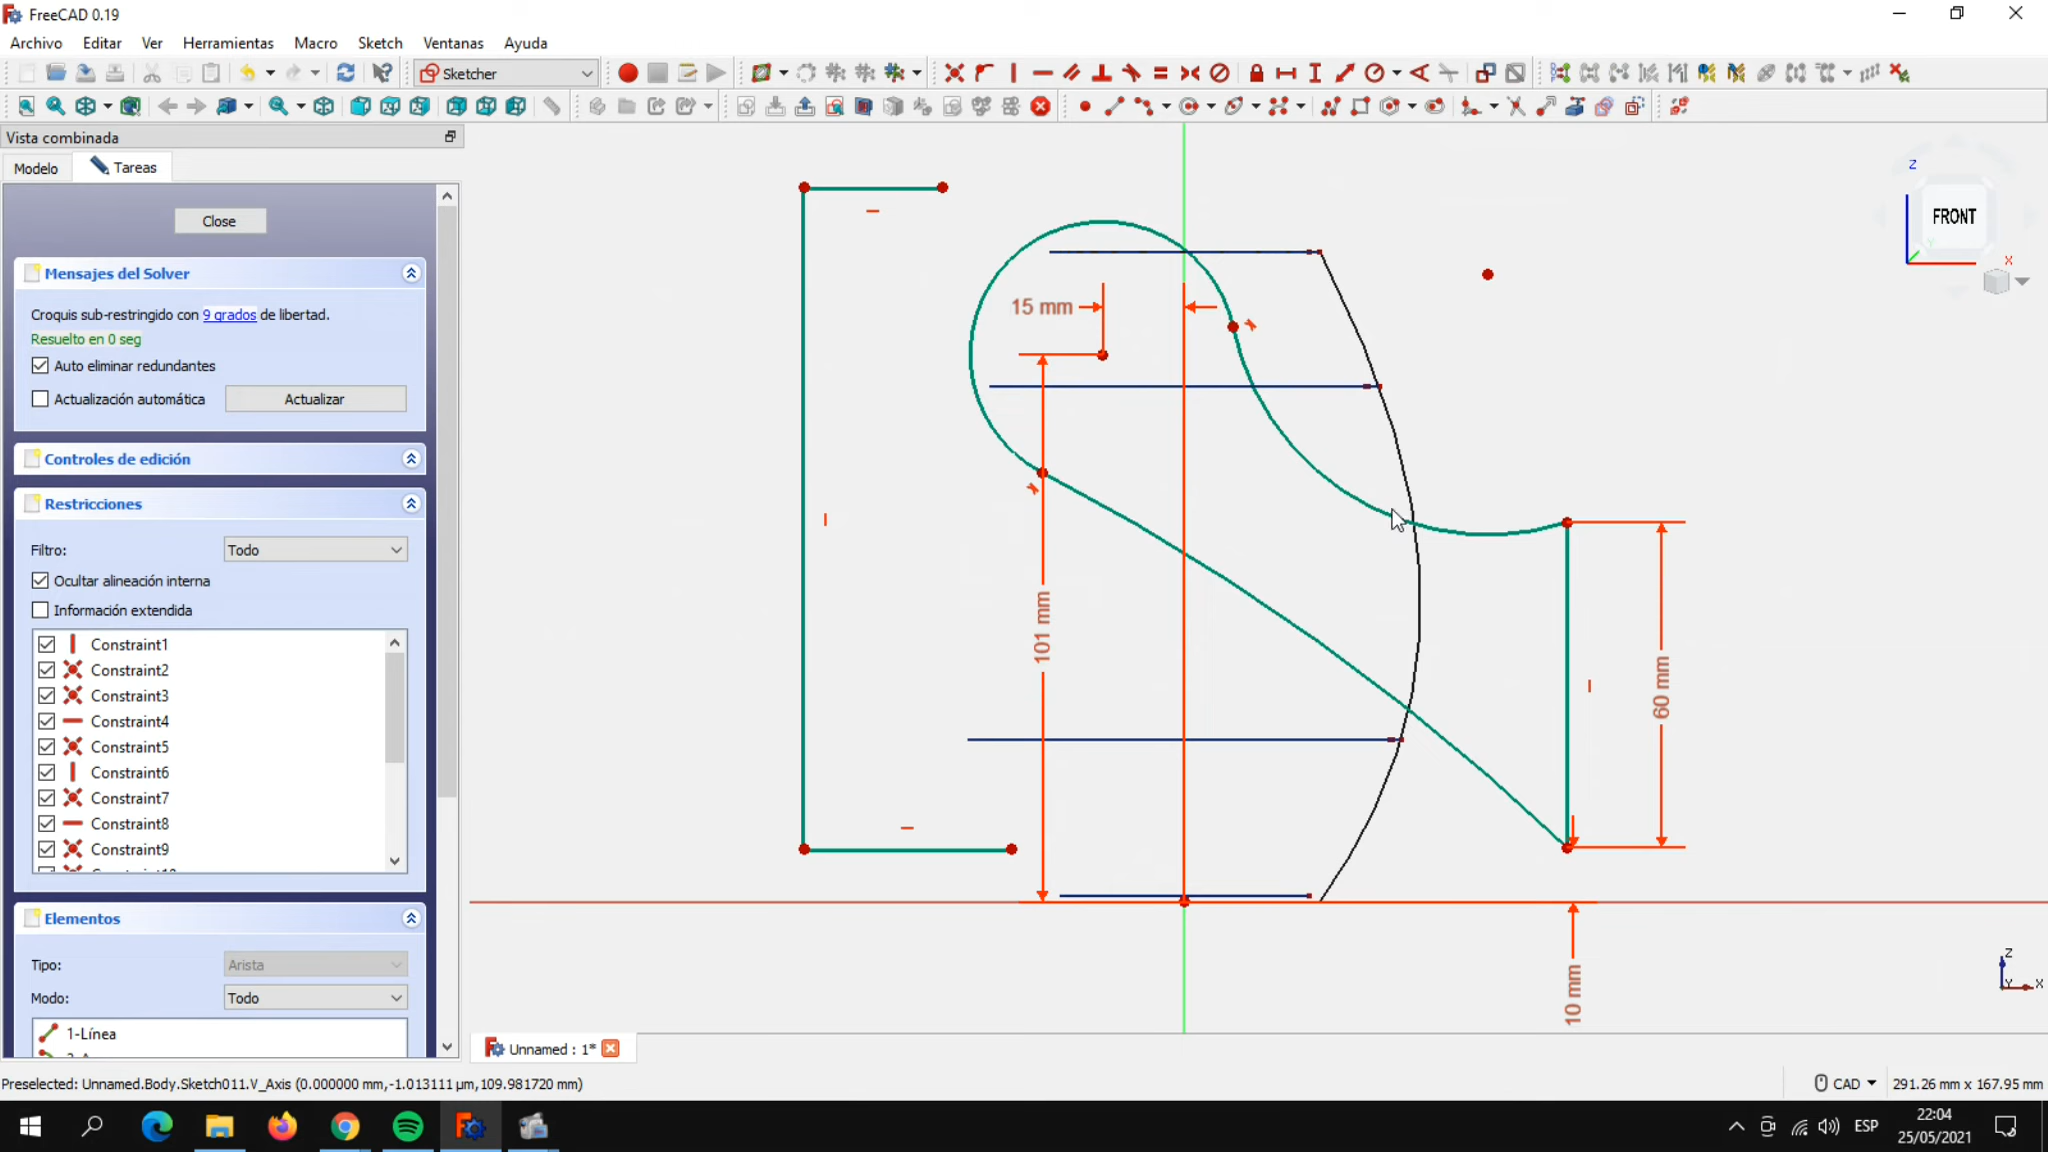 FreeCAD 0.19
Archivo Editar Ver Herramientas Macro Sketch Ventanas Ayuda
Sketcher
Vista combinada
Modelo Tareas
Close
Mensajes del Solver
Croquis sub-restringido con 9 grados de libertad.
Resuelto en 0 seg
Auto eliminar redundantes
Actualización automática Actualizar
Controles de edición
Restricciones
Filtro: Todo
Ocultar alineación interna
Información extendida
Constraint1
Constraint2
Constraint3
Constraint4
Constraint5
Constraint6
Constraint7
Constraint8
Constraint9
Elementos
Tipo: Arista
Modo: Todo
1-Línea
15 mm
101 mm
60 mm
10 mm
Z
FRONT
X
Y
Z
X
Y
Unnamed : 1*
Preselected: Unnamed.Body.Sketch011.V_Axis (0.000000 mm,-1.013111 µm,109.981720 mm)
CAD
291.26 mm x 167.95 mm
ESP
22:04
25/05/2021